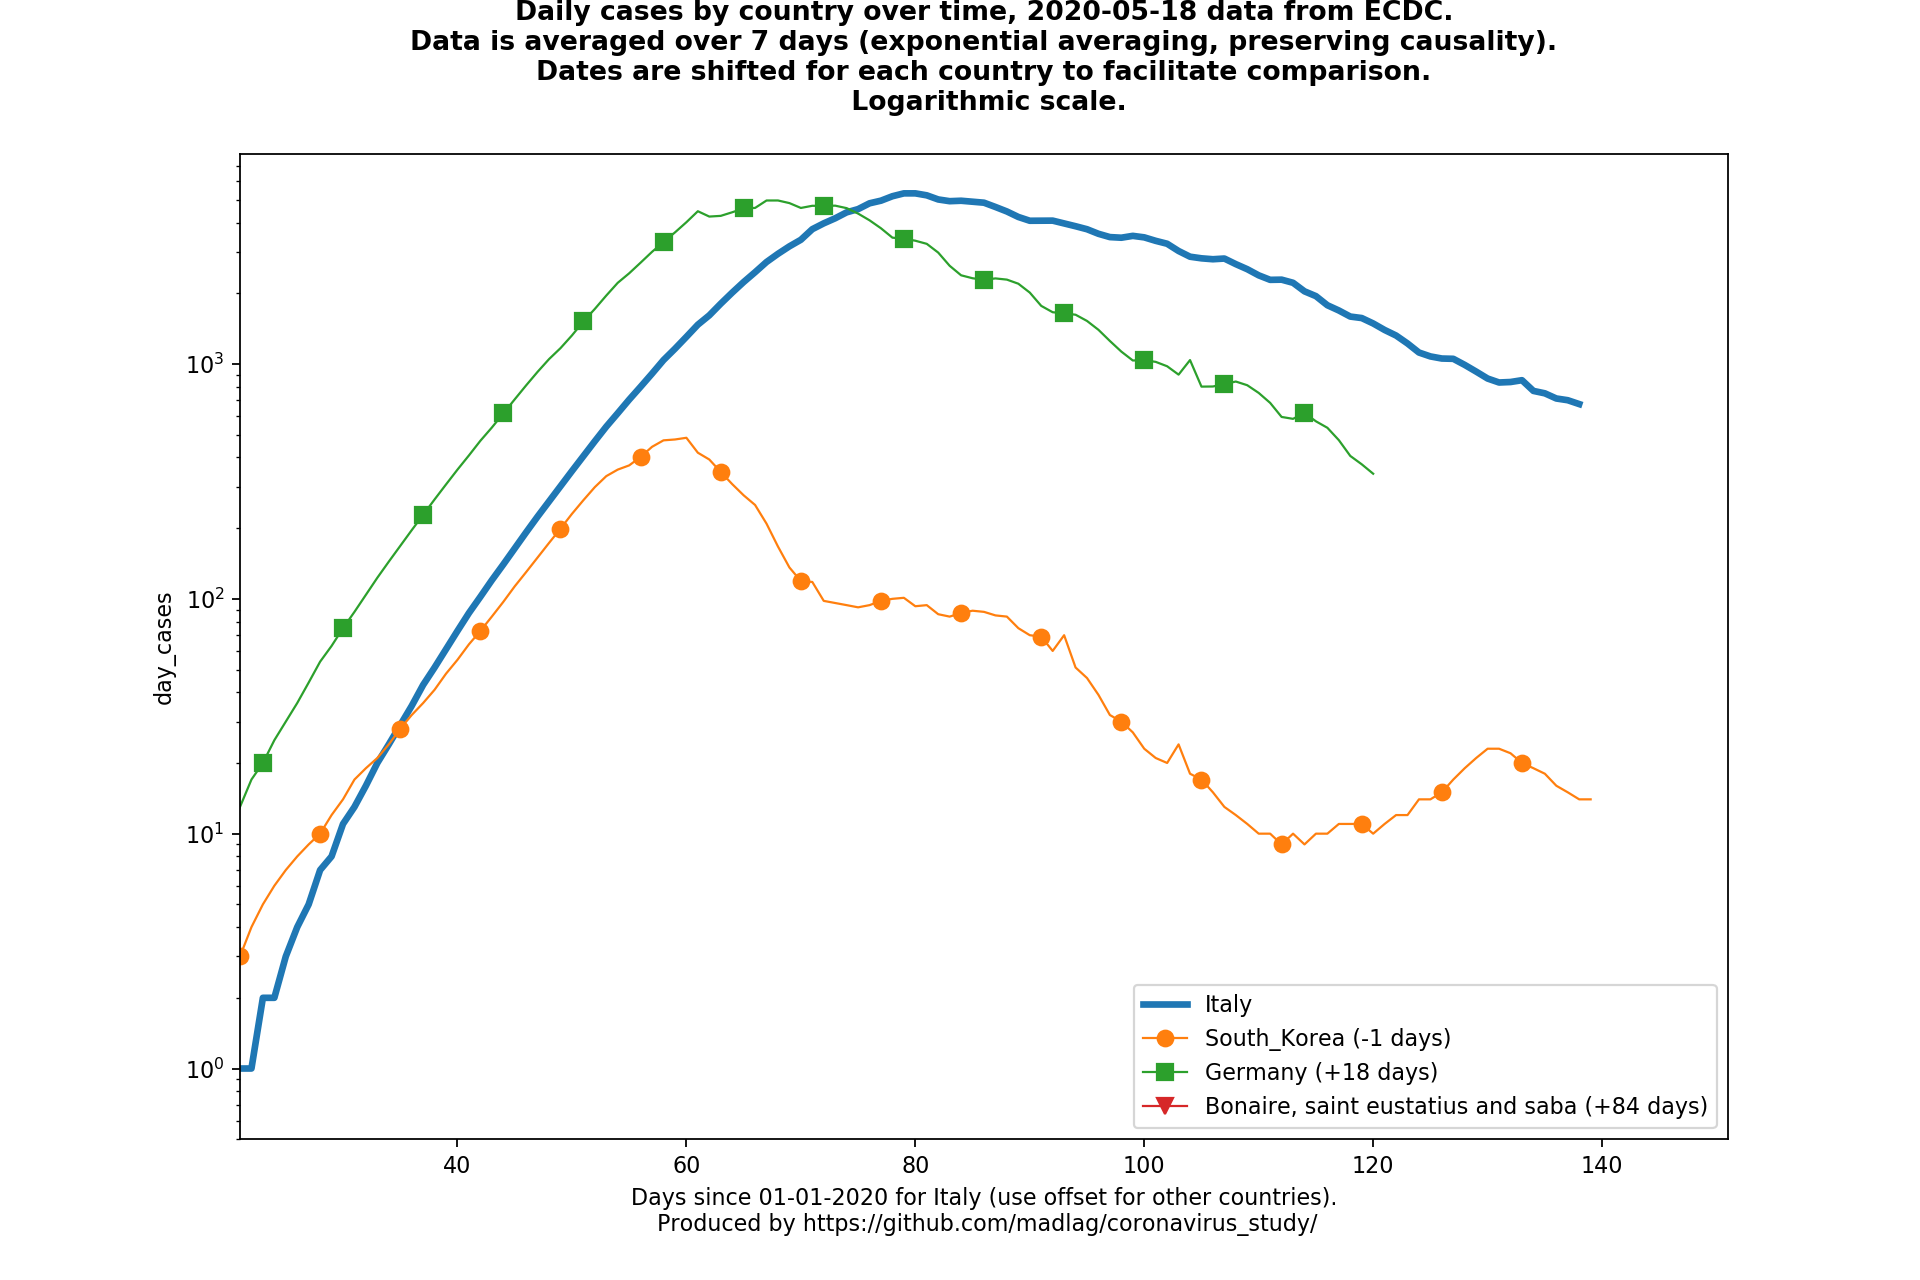 Daily cases by country over time, 2020-05-18 data from ECDC.
Data is averaged over 7 days (exponential averaging, preserving causality).
Dates are shifted for each country to facilitate comparison.
Logarithmic scale.
day_cases
10³
10²
10¹
10⁰
Italy
South_Korea (-1 days)
Germany (+18 days)
Bonaire, saint eustatius and saba (+84 days)
40 60 80 100 120 140
Days since 01-01-2020 for Italy (use offset for other countries).
Produced by https://github.com/madlag/coronavirus_study/